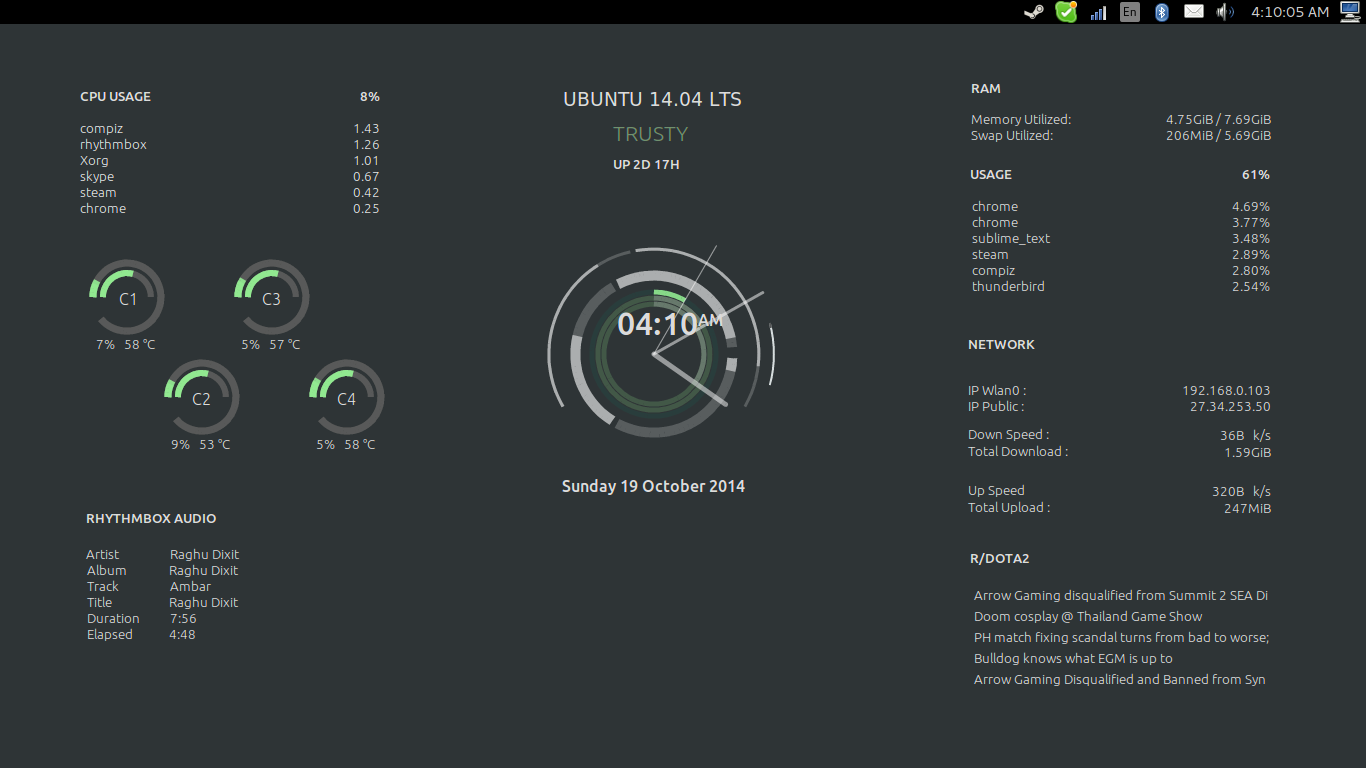 En 4:10:05 AM
CPU USAGE 8%
compiz 1.43
rhythmbox 1.26
Xorg 1.01
skype 0.67
steam 0.42
chrome 0.25
C1 C3
7% 58 °C 5% 57 °C
C2 C4
9% 53 °C 5% 58 °C
RHYTHMBOX AUDIO
Artist Raghu Dixit
Album Raghu Dixit
Track Ambar
Title Raghu Dixit
Duration 7:56
Elapsed 4:48
UBUNTU 14.04 LTS
TRUSTY
UP 2D 17H
04:10 AM
Sunday 19 October 2014
RAM
Memory Utilized: 4.75GiB / 7.69GiB
Swap Utilized: 206MiB / 5.69GiB
USAGE 61%
chrome 4.69%
chrome 3.77%
sublime_text 3.48%
steam 2.89%
compiz 2.80%
thunderbird 2.54%
NETWORK
IP Wlan0 : 192.168.0.103
IP Public : 27.34.253.50
Down Speed : 36B k/s
Total Download : 1.59GiB
Up Speed 320B k/s
Total Upload : 247MiB
R/DOTA2
Arrow Gaming disqualified from Summit 2 SEA Di
Doom cosplay @ Thailand Game Show
PH match fixing scandal turns from bad to worse;
Bulldog knows what EGM is up to
Arrow Gaming Disqualified and Banned from Syn